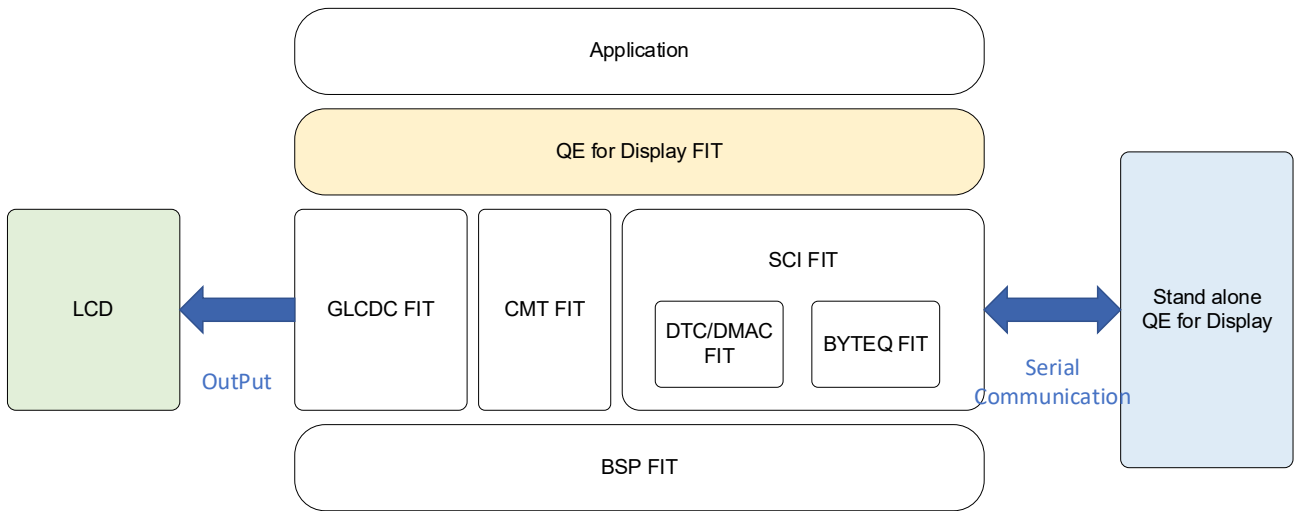 Application
QE for Display FIT
LCD
OutPut
GLCDC FIT
CMT FIT
SCI FIT
DTC/DMAC
FIT
BYTEQ FIT
Serial
Communication
Stand alone
QE for Display
BSP FIT